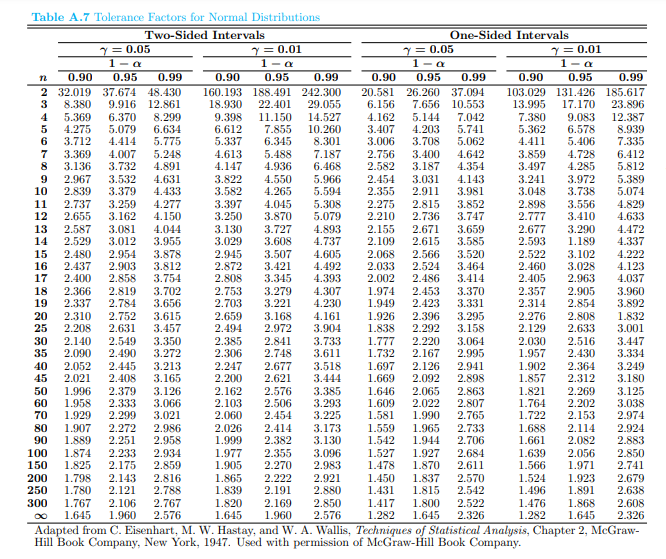 Table A.7 Tolerance Factors for Normal Distributions
Two-Sided Intervals One-Sided Intervals
γ = 0.05 γ = 0.01 γ = 0.05 γ = 0.01
1 − α 1 − α 1 − α 1 − α
n 0.90 0.95 0.99 0.90 0.95 0.99 0.90 0.95 0.99 0.90 0.95 0.99
2 32.019 37.674 48.430 160.193 188.491 242.300 20.581 26.260 37.094 103.029 131.426 185.617
3 8.380 9.916 12.861 18.930 22.401 29.055 6.156 7.656 10.553 13.995 17.170 23.896
4 5.369 6.370 8.299 9.398 11.150 14.527 4.162 5.144 7.042 7.380 9.083 12.387
5 4.275 5.079 6.634 6.612 7.855 10.260 3.407 4.203 5.741 5.362 6.578 8.939
6 3.712 4.414 5.775 5.337 6.345 8.301 3.006 3.708 5.062 4.411 5.406 7.335
7 3.369 4.007 5.248 4.613 5.488 7.187 2.756 3.400 4.642 3.859 4.728 6.412
8 3.136 3.732 4.891 4.147 4.936 6.468 2.582 3.187 4.354 3.497 4.285 5.812
9 2.967 3.532 4.631 3.822 4.550 5.966 2.454 3.031 4.143 3.241 3.972 5.389
10 2.839 3.379 4.433 3.582 4.265 5.594 2.355 2.911 3.981 3.048 3.738 5.074
11 2.737 3.259 4.277 3.397 4.045 5.308 2.275 2.815 3.852 2.898 3.556 4.829
12 2.655 3.162 4.150 3.250 3.870 5.079 2.210 2.736 3.747 2.777 3.410 4.633
13 2.587 3.081 4.044 3.130 3.727 4.893 2.155 2.671 3.659 2.677 3.290 4.472
14 2.529 3.012 3.955 3.029 3.608 4.737 2.109 2.615 3.585 2.593 1.189 4.337
15 2.480 2.954 3.878 2.945 3.507 4.605 2.068 2.566 3.520 2.522 3.102 4.222
16 2.437 2.903 3.812 2.872 3.421 4.492 2.033 2.524 3.464 2.460 3.028 4.123
17 2.400 2.858 3.754 2.808 3.345 4.393 2.002 2.486 3.414 2.405 2.963 4.037
18 2.366 2.819 3.702 2.753 3.279 4.307 1.974 2.453 3.370 2.357 2.905 3.960
19 2.337 2.784 3.656 2.703 3.221 4.230 1.949 2.423 3.331 2.314 2.854 3.892
20 2.310 2.752 3.615 2.659 3.168 4.161 1.926 2.396 3.295 2.276 2.808 1.832
25 2.208 2.631 3.457 2.494 2.972 3.904 1.838 2.292 3.158 2.129 2.633 3.001
30 2.140 2.549 3.350 2.385 2.841 3.733 1.777 2.220 3.064 2.030 2.516 3.447
35 2.090 2.490 3.272 2.306 2.748 3.611 1.732 2.167 2.995 1.957 2.430 3.334
40 2.052 2.445 3.213 2.247 2.677 3.518 1.697 2.126 2.941 1.902 2.364 3.249
45 2.021 2.408 3.165 2.200 2.621 3.444 1.669 2.092 2.898 1.857 2.312 3.180
50 1.996 2.379 3.126 2.162 2.576 3.385 1.646 2.065 2.863 1.821 2.269 3.125
60 1.958 2.333 3.066 2.103 2.506 3.293 1.609 2.022 2.807 1.764 2.202 3.038
70 1.929 2.299 3.021 2.060 2.454 3.225 1.581 1.990 2.765 1.722 2.153 2.974
80 1.907 2.272 2.986 2.026 2.414 3.173 1.559 1.965 2.733 1.688 2.114 2.924
90 1.889 2.251 2.958 1.999 2.382 3.130 1.542 1.944 2.706 1.661 2.082 2.883
100 1.874 2.233 2.934 1.977 2.355 3.096 1.527 1.927 2.684 1.639 2.056 2.850
150 1.825 2.175 2.859 1.905 2.270 2.983 1.478 1.870 2.611 1.566 1.971 2.741
200 1.798 2.143 2.816 1.865 2.222 2.921 1.450 1.837 2.570 1.524 1.923 2.679
250 1.780 2.121 2.788 1.839 2.191 2.880 1.431 1.815 2.542 1.496 1.891 2.638
300 1.767 2.106 2.767 1.820 2.169 2.850 1.417 1.800 2.522 1.476 1.868 2.608
∞ 1.645 1.960 2.576 1.645 1.960 2.576 1.282 1.645 2.326 1.282 1.645 2.326
Adapted from C. Eisenhart, M. W. Hastay, and W. A. Wallis, Techniques of Statistical Analysis, Chapter 2, McGraw-
Hill Book Company, New York, 1947. Used with permission of McGraw-Hill Book Company.